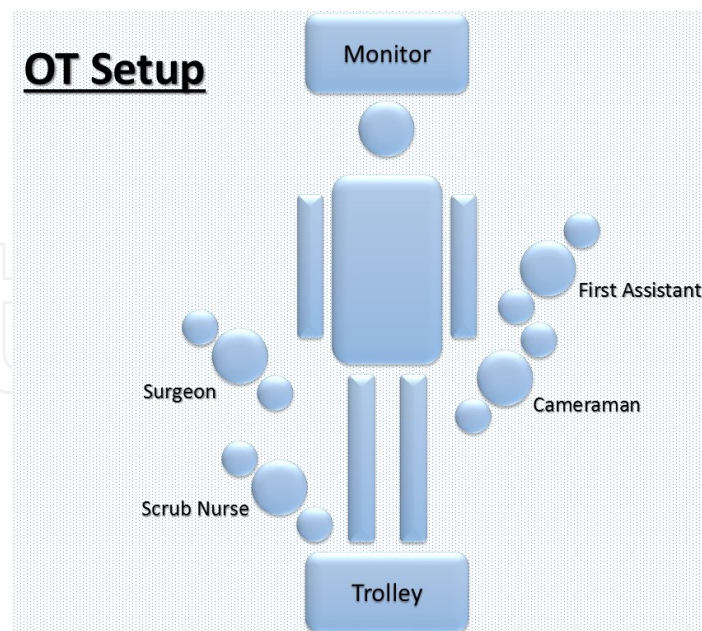 OT Setup
Monitor
First Assistant
Surgeon
Cameraman
Scrub Nurse
Trolley